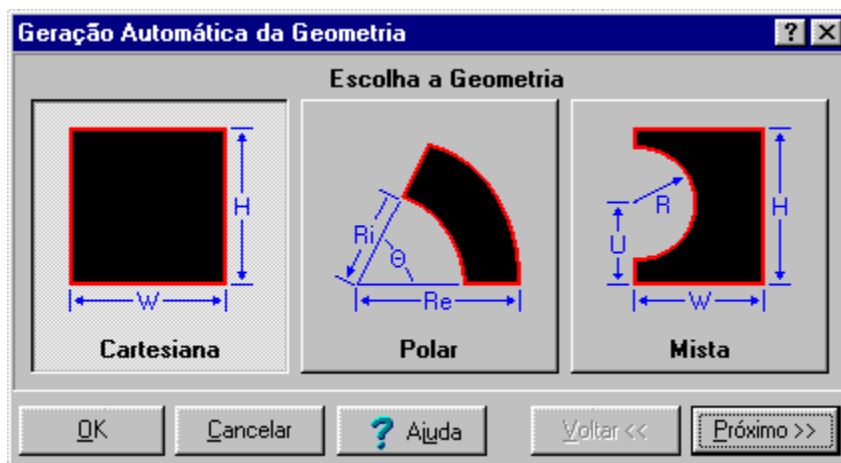 Geração Automática da Geometria
Escolha a Geometria
H
W
Cartesiana
Ri
Θ
Re
Polar
R
U
H
W
Mista
OK
Cancelar
? Ajuda
Voltar <<
Próximo >>